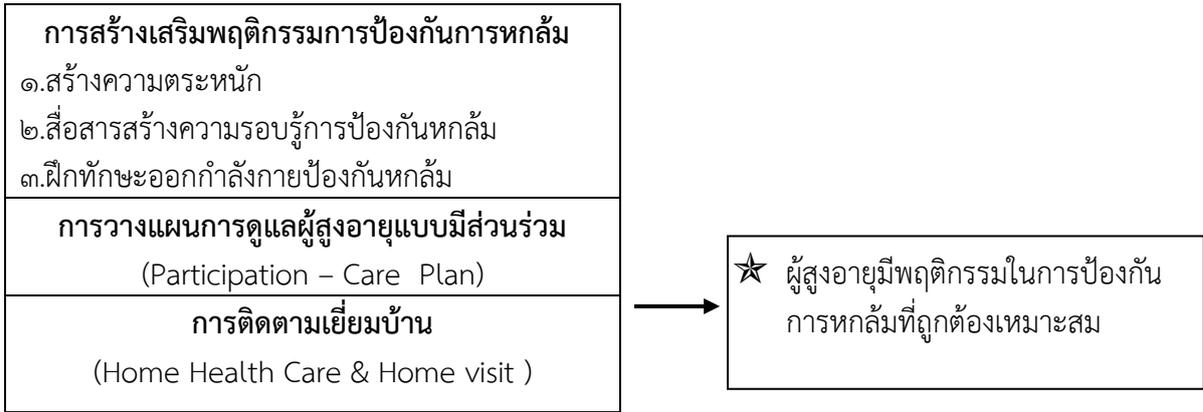 การสร้างเสริมพฤติกรรมการป้องกันการหกล้ม
๑.สร้างความตระหนัก
๒.สื่อสารสร้างความรอบรู้การป้องกันหกล้ม
๓.ฝึกทักษะออกกำลังกายป้องกันหกล้ม
การวางแผนการดูแลผู้สูงอายุแบบมีส่วนร่วม
(Participation – Care Plan)
การติดตามเยี่ยมบ้าน
(Home Health Care & Home visit )
ผู้สูงอายุมีพฤติกรรมในการป้องกัน
การหกล้มที่ถูกต้องเหมาะสม